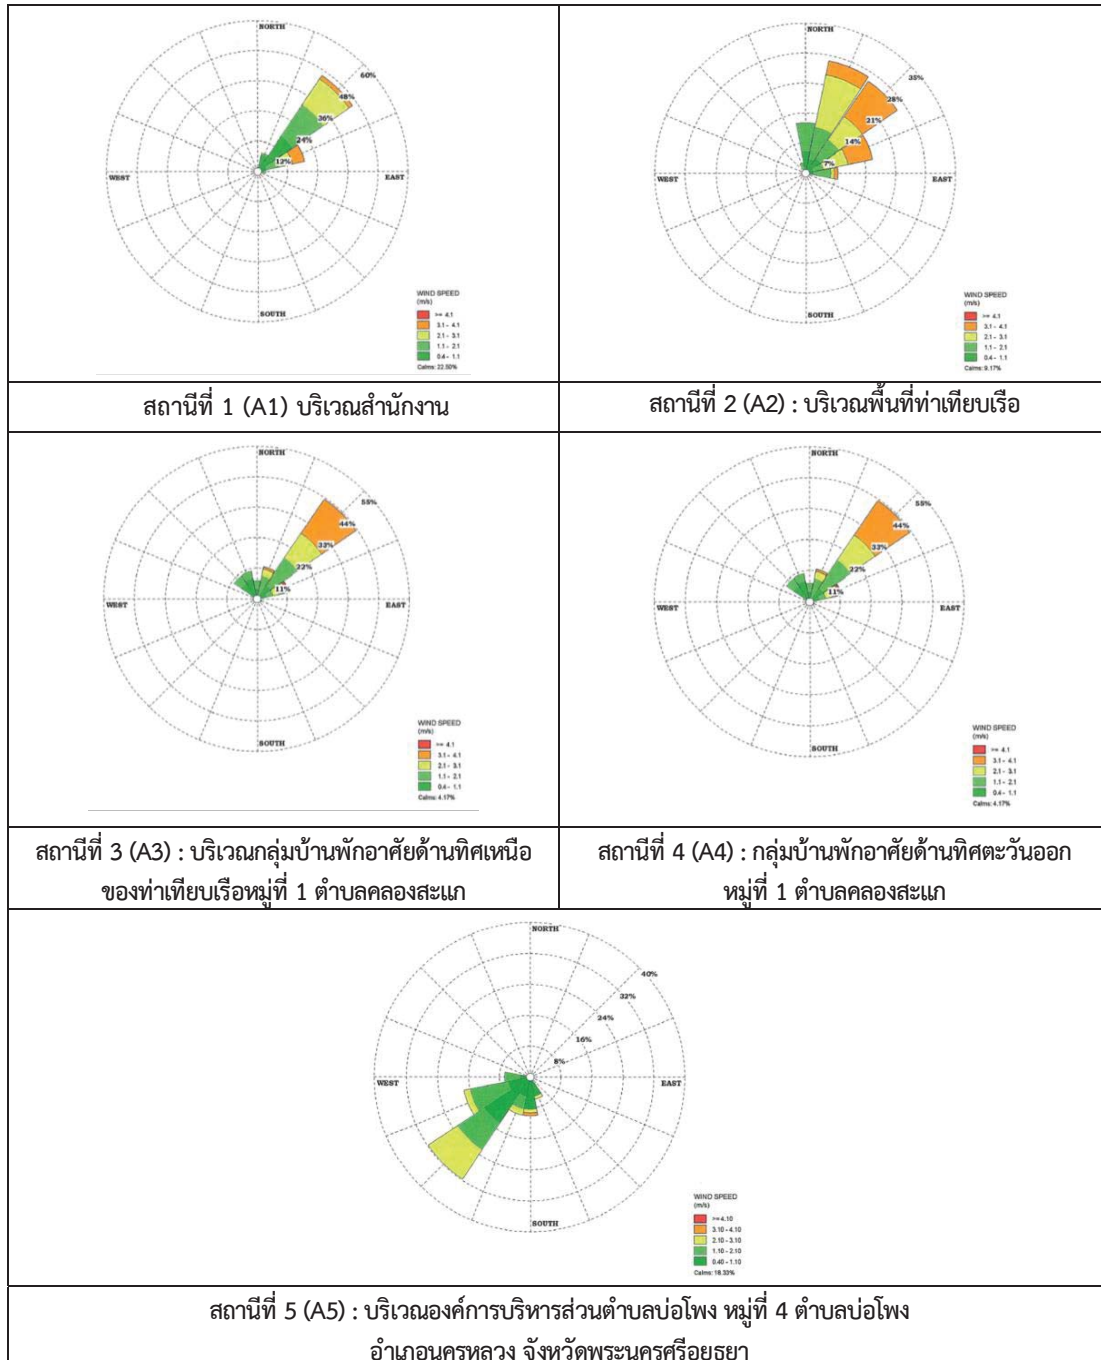 NORTH
60%
48%
36%
24%
12%
WEST
EAST
SOUTH
WIND SPEED
(m/s)
>= 4.1
3.1 - 4.1
2.1 - 3.1
1.1 - 2.1
0.4 - 1.1
Calms: 22.50%
สถานีที่ 1 (A1) บริเวณสำนักงาน
NORTH
35%
28%
21%
14%
7%
WEST
EAST
SOUTH
WIND SPEED
(m/s)
>= 4.1
3.1 - 4.1
2.1 - 3.1
1.1 - 2.1
0.4 - 1.1
Calms: 9.17%
สถานีที่ 2 (A2) : บริเวณพื้นที่ท่าเทียบเรือ
NORTH
55%
44%
33%
22%
11%
WEST
EAST
SOUTH
WIND SPEED
(m/s)
>= 4.1
3.1 - 4.1
2.1 - 3.1
1.1 - 2.1
0.4 - 1.1
Calms: 4.17%
สถานีที่ 3 (A3) : บริเวณกลุ่มบ้านพักอาศัยด้านทิศเหนือ
ของท่าเทียบเรือหมู่ที่ 1 ตำบลคลองสะแก
NORTH
55%
44%
33%
22%
11%
WEST
EAST
SOUTH
WIND SPEED
(m/s)
>= 4.1
3.1 - 4.1
2.1 - 3.1
1.1 - 2.1
0.4 - 1.1
Calms: 4.17%
สถานีที่ 4 (A4) : กลุ่มบ้านพักอาศัยด้านทิศตะวันออก
หมู่ที่ 1 ตำบลคลองสะแก
NORTH
40%
32%
24%
16%
8%
WEST
EAST
SOUTH
WIND SPEED
(m/s)
>=4.10
3.10 - 4.10
2.10 - 3.10
1.10 - 2.10
0.40 - 1.10
Calms: 18.33%
สถานีที่ 5 (A5) : บริเวณองค์การบริหารส่วนตำบลบ่อโพง หมู่ที่ 4 ตำบลบ่อโพง
อำเภอนครหลวง จังหวัดพระนครศรีอยุธยา